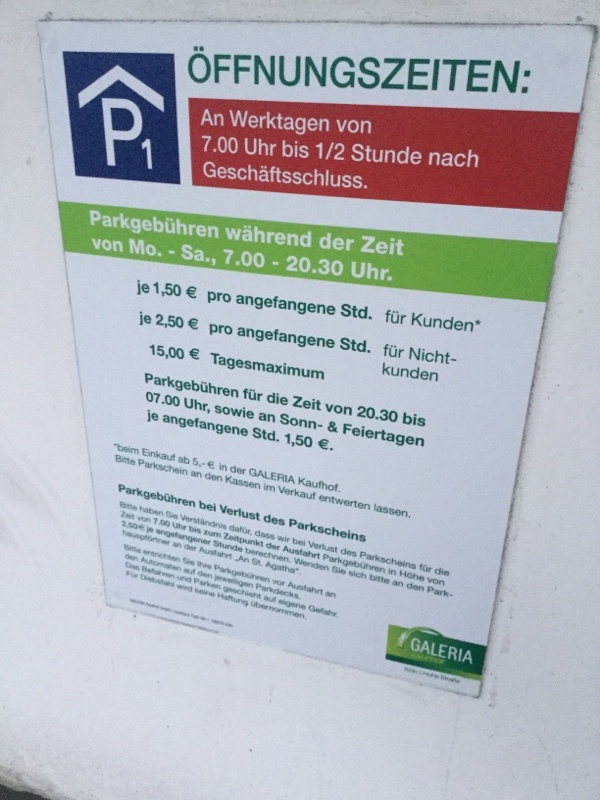 P1
ÖFFNUNGSZEITEN:
An Werktagen von
7.00 Uhr bis 1/2 Stunde nach
Geschäftsschluss.
Parkgebühren während der Zeit
von Mo. - Sa., 7.00 - 20.30 Uhr.
je 1,50 € pro angefangene Std. für Kunden*
je 2,50 € pro angefangene Std. für Nicht-
kunden
15,00 € Tagesmaximum
Parkgebühren für die Zeit von 20.30 bis
07.00 Uhr, sowie an Sonn- & Feiertagen
je angefangene Std. 1,50 €.
*beim Einkauf ab 5,- € in der GALERIA Kaufhof.
Bitte Parkschein an den Kassen im Verkauf entwerten lassen.
Parkgebühren bei Verlust des Parkscheins
Bitte haben Sie Verständnis dafür, dass wir bei Verlust des Parkscheins für die
Zeit von 7.00 Uhr bis zum Zeitpunkt der Ausfahrt Parkgebühren in Höhe von
2,50 € je angefangener Stunde berechnen. Wenden Sie sich bitte an den Park-
hauspförtner an der Ausfahrt „An St. Agatha“.
Bitte entrichten Sie Ihre Parkgebühren vor Ausfahrt an
den Automaten auf den jeweiligen Parkdecks.
Das Befahren und Parken geschieht auf eigene Gefahr.
Für Diebstahl wird keine Haftung übernommen.
GALERIA
KAUFHOF
Köln | Hohe Straße